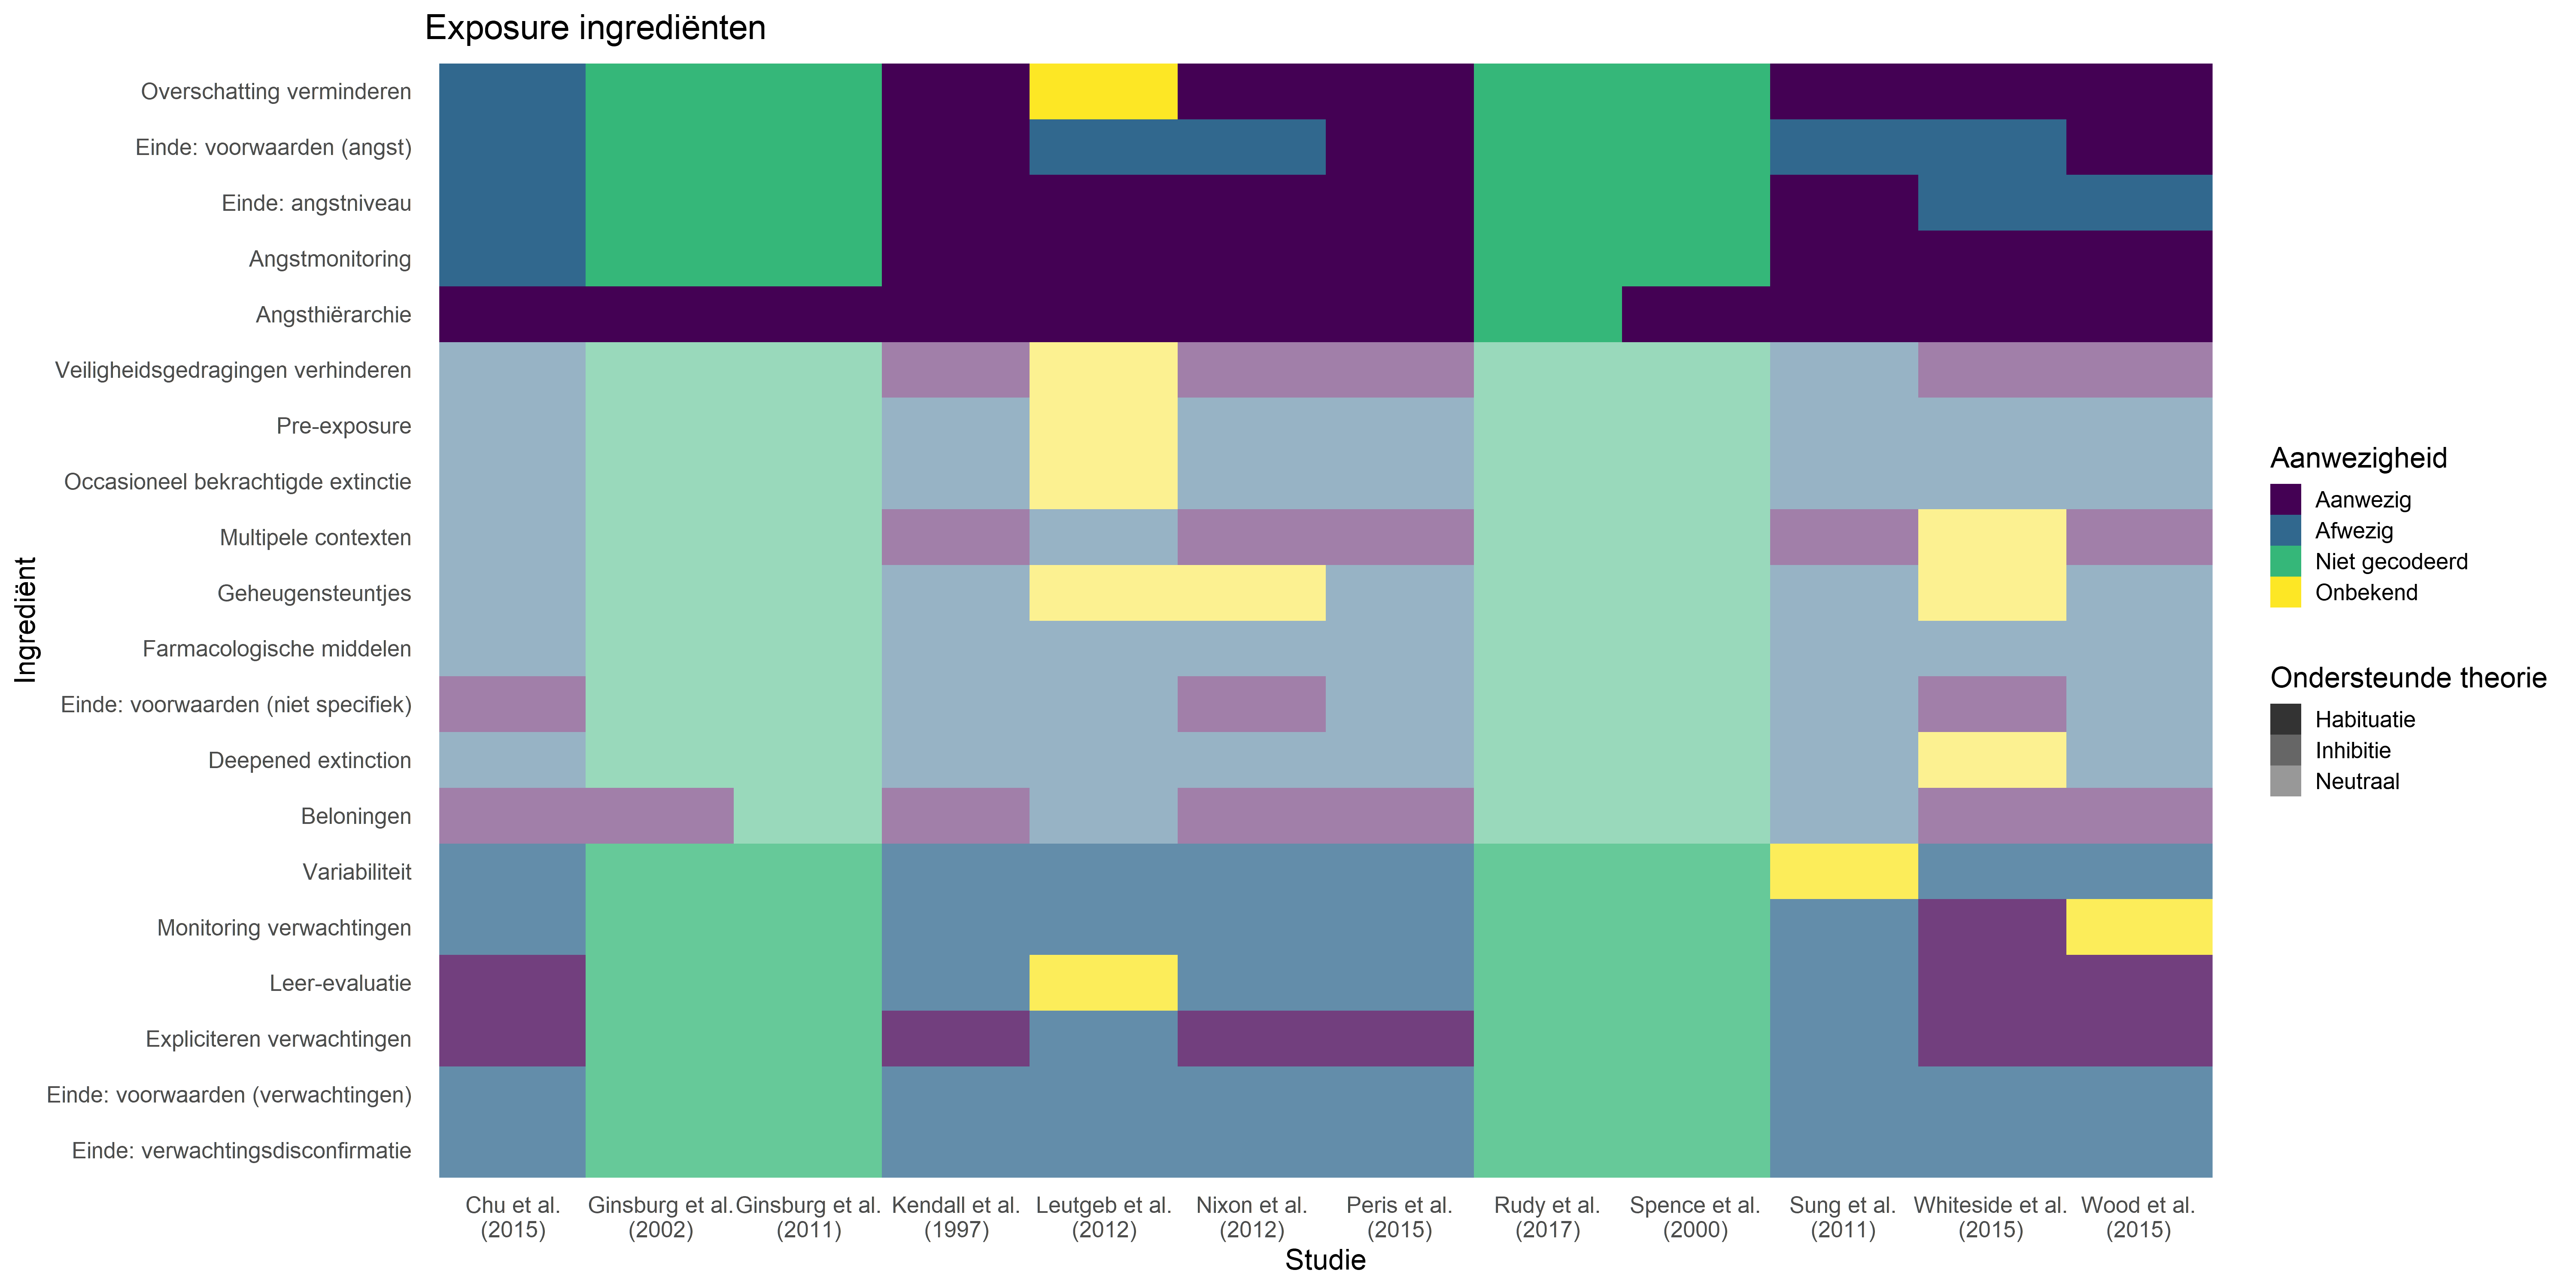 Exposure ingrediënten
Overschatting verminderen
Einde: voorwaarden (angst)
Einde: angstniveau
Angstmonitoring
Angsthiërarchie
Veiligheidsgedragingen verhinderen
Pre-exposure
Occasioneel bekrachtigde extinctie
Multipele contexten
Geheugensteuntjes
Farmacologische middelen
Einde: voorwaarden (niet specifiek)
Deepened extinction
Beloningen
Variabiliteit
Monitoring verwachtingen
Leer-evaluatie
Expliciteren verwachtingen
Einde: voorwaarden (verwachtingen)
Einde: verwachtingsdisconfirmatie
Ingrediënt
Chu et al. Ginsburg et al. Ginsburg et al. Kendall et al. Leutgeb et al. Nixon et al. Peris et al. Rudy et al. Spence et al. Sung et al. Whiteside et al. Wood et al.
(2015) (2002) (2011) (1997) (2012) (2012) (2015) (2017) (2000) (2011) (2015) (2015)
Studie
Aanwezigheid
Aanwezig
Afwezig
Niet gecodeerd
Onbekend
Ondersteunde theorie
Habituatie
Inhibitie
Neutraal